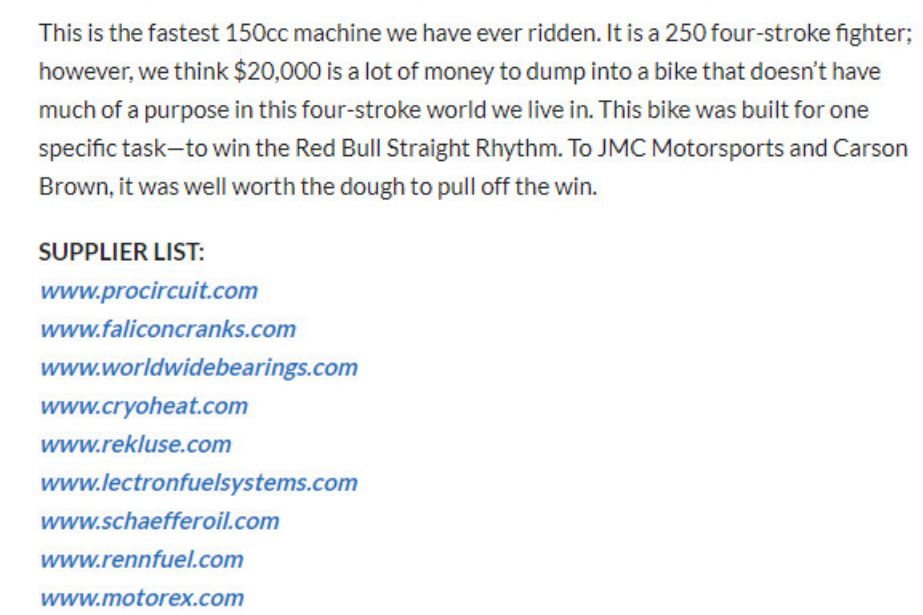 This is the fastest 150cc machine we have ever ridden. It is a 250 four-stroke fighter;
however, we think $20,000 is a lot of money to dump into a bike that doesn’t have
much of a purpose in this four-stroke world we live in. This bike was built for one
specific task—to win the Red Bull Straight Rhythm. To JMC Motorsports and Carson
Brown, it was well worth the dough to pull off the win.
SUPPLIER LIST:
www.procircuit.com
www.faliconcranks.com
www.worldwidebearings.com
www.cryoheat.com
www.rekluse.com
www.lectronfuelsystems.com
www.schaefferoil.com
www.rennfuel.com
www.motorex.com